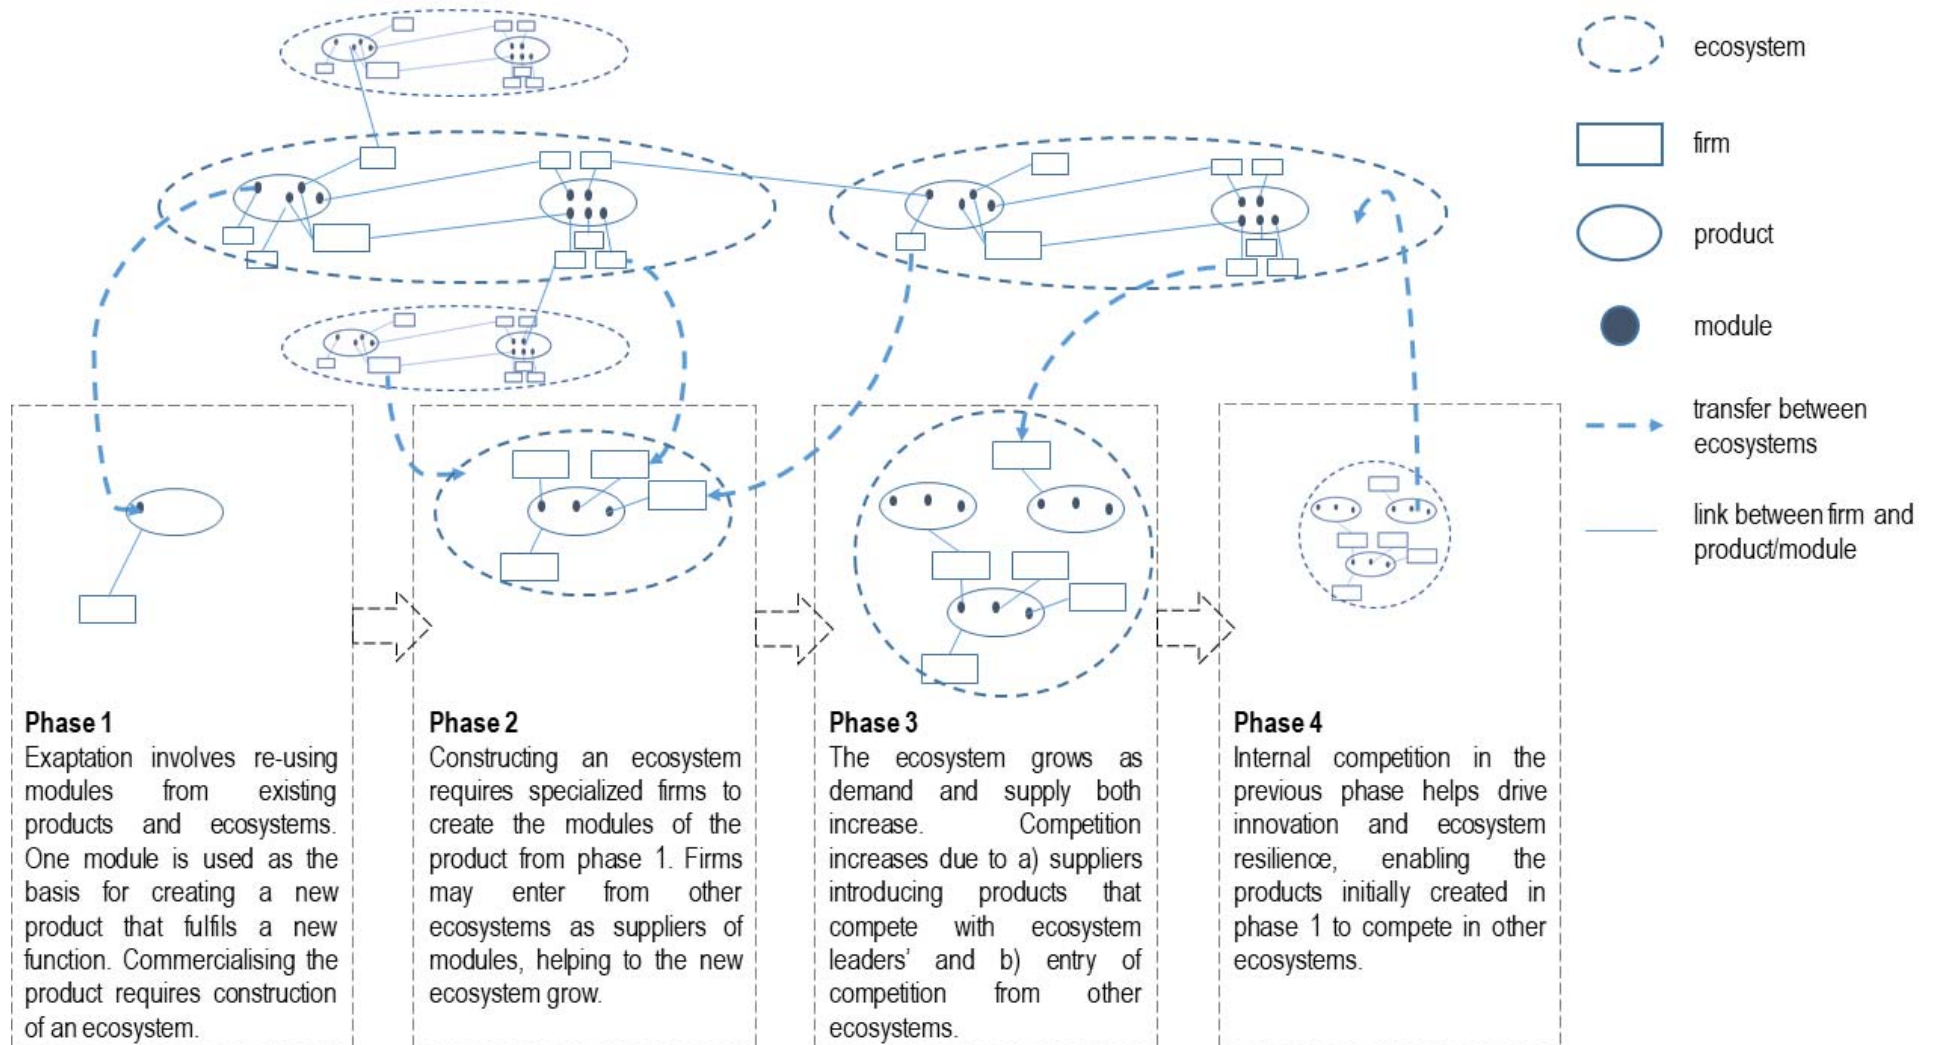 ecosystem
firm
product
module
transfer between
ecosystems
link between firm and
product/module
Phase 1
Exaptation involves re-using
modules from existing
products and ecosystems.
One module is used as the
basis for creating a new
product that fulfils a new
function. Commercialising the
product requires construction
of an ecosystem.
Phase 2
Constructing an ecosystem
requires specialized firms to
create the modules of the
product from phase 1. Firms
may enter from other
ecosystems as suppliers of
modules, helping to the new
ecosystem grow.
Phase 3
The ecosystem grows as
demand and supply both
increase. Competition
increases due to a) suppliers
introducing products that
compete with ecosystem
leaders’ and b) entry of
competition from other
ecosystems.
Phase 4
Internal competition in the
previous phase helps drive
innovation and ecosystem
resilience, enabling the
products initially created in
phase 1 to compete in other
ecosystems.